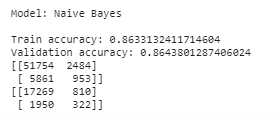 Model: Naive Bayes
Train accuracy: 0.8633132411714604
Validation accuracy: 0.8643801287406024
[[51754 2484]
[ 5861 953]]
[[17269 810]
[ 1950 322]]